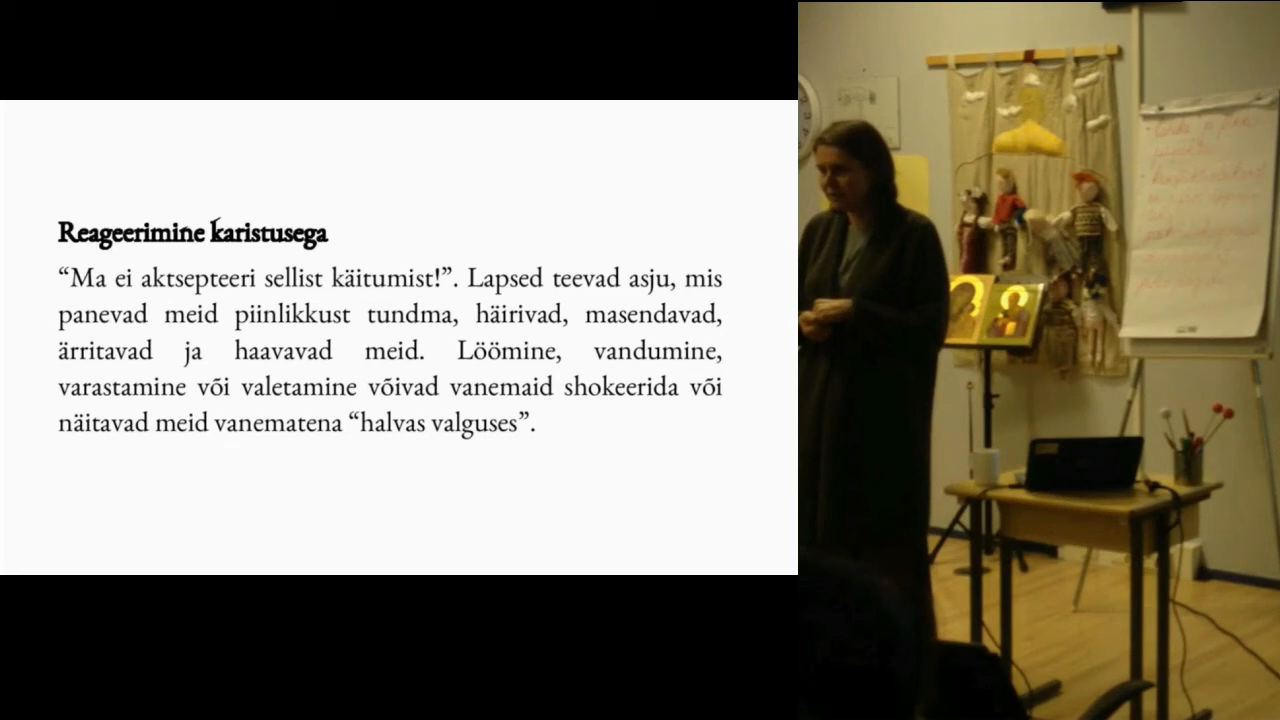 Reageerimine karistusega
“Ma ei aktsepteeri sellist käitumist!”. Lapsed teevad asju, mis
panevad meid piinlikkust tundma, häirivad, masendavad,
ärritavad ja haavavad meid. Löömine, vandumine,
varastamine või valetamine võivad vanemaid shokeerida või
näitavad meid vanematena “halvas valguses”.